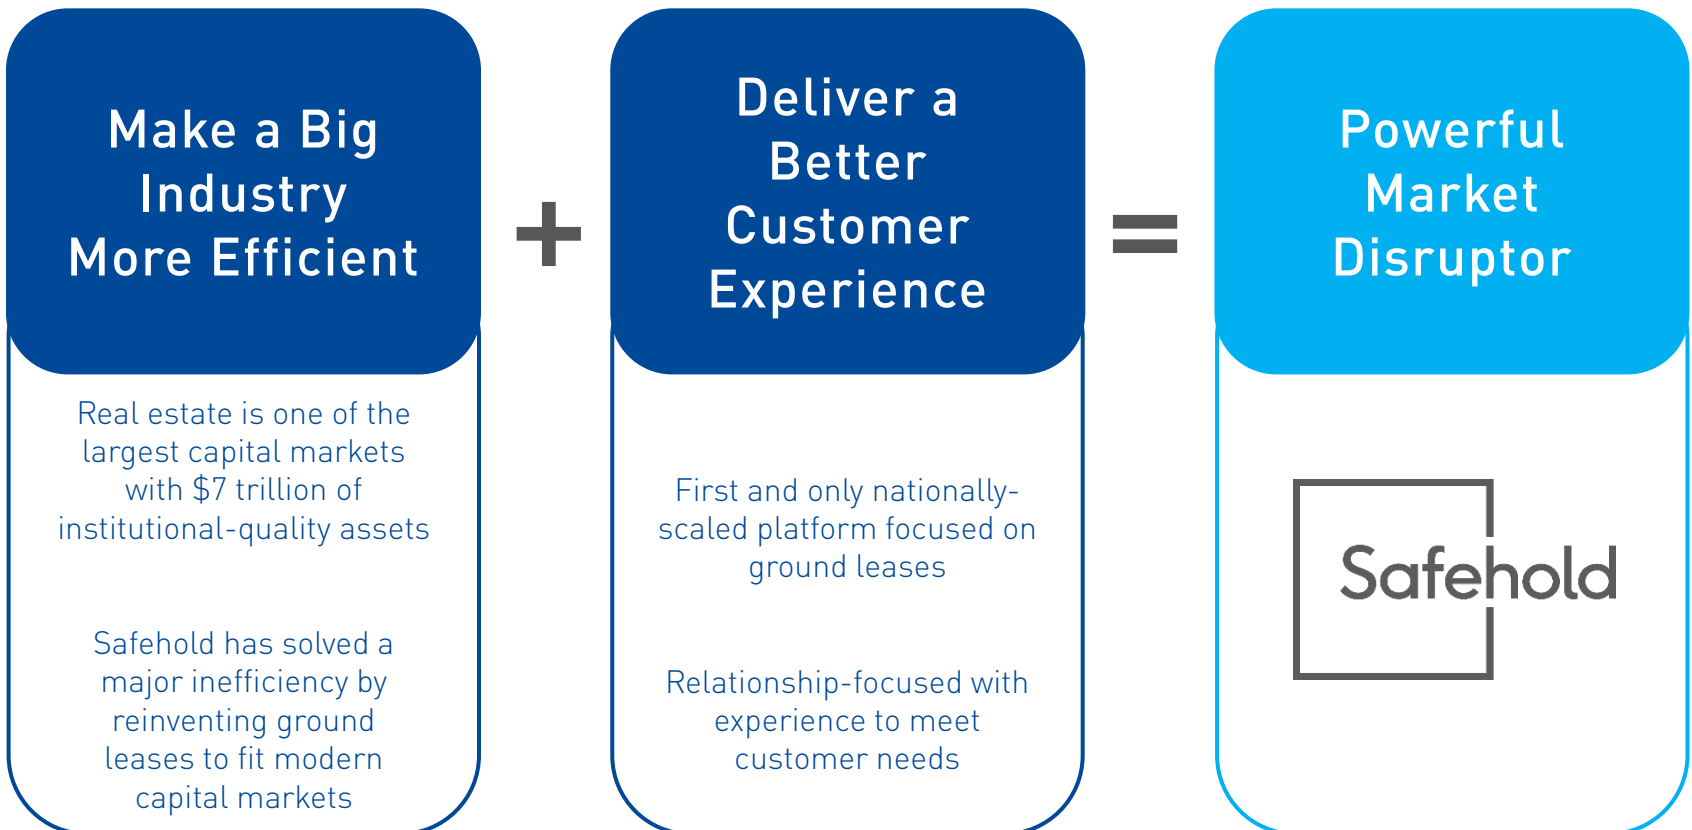 Make a Big
Industry
More Efficient
Real estate is one of the
largest capital markets
with $7 trillion of
institutional-quality assets
Safehold has solved a
major inefficiency by
reinventing ground
leases to fit modern
capital markets
+
Deliver a
Better
Customer
Experience
First and only nationally-
scaled platform focused on
ground leases
Relationship-focused with
experience to meet
customer needs
=
Powerful
Market
Disruptor
Safehold